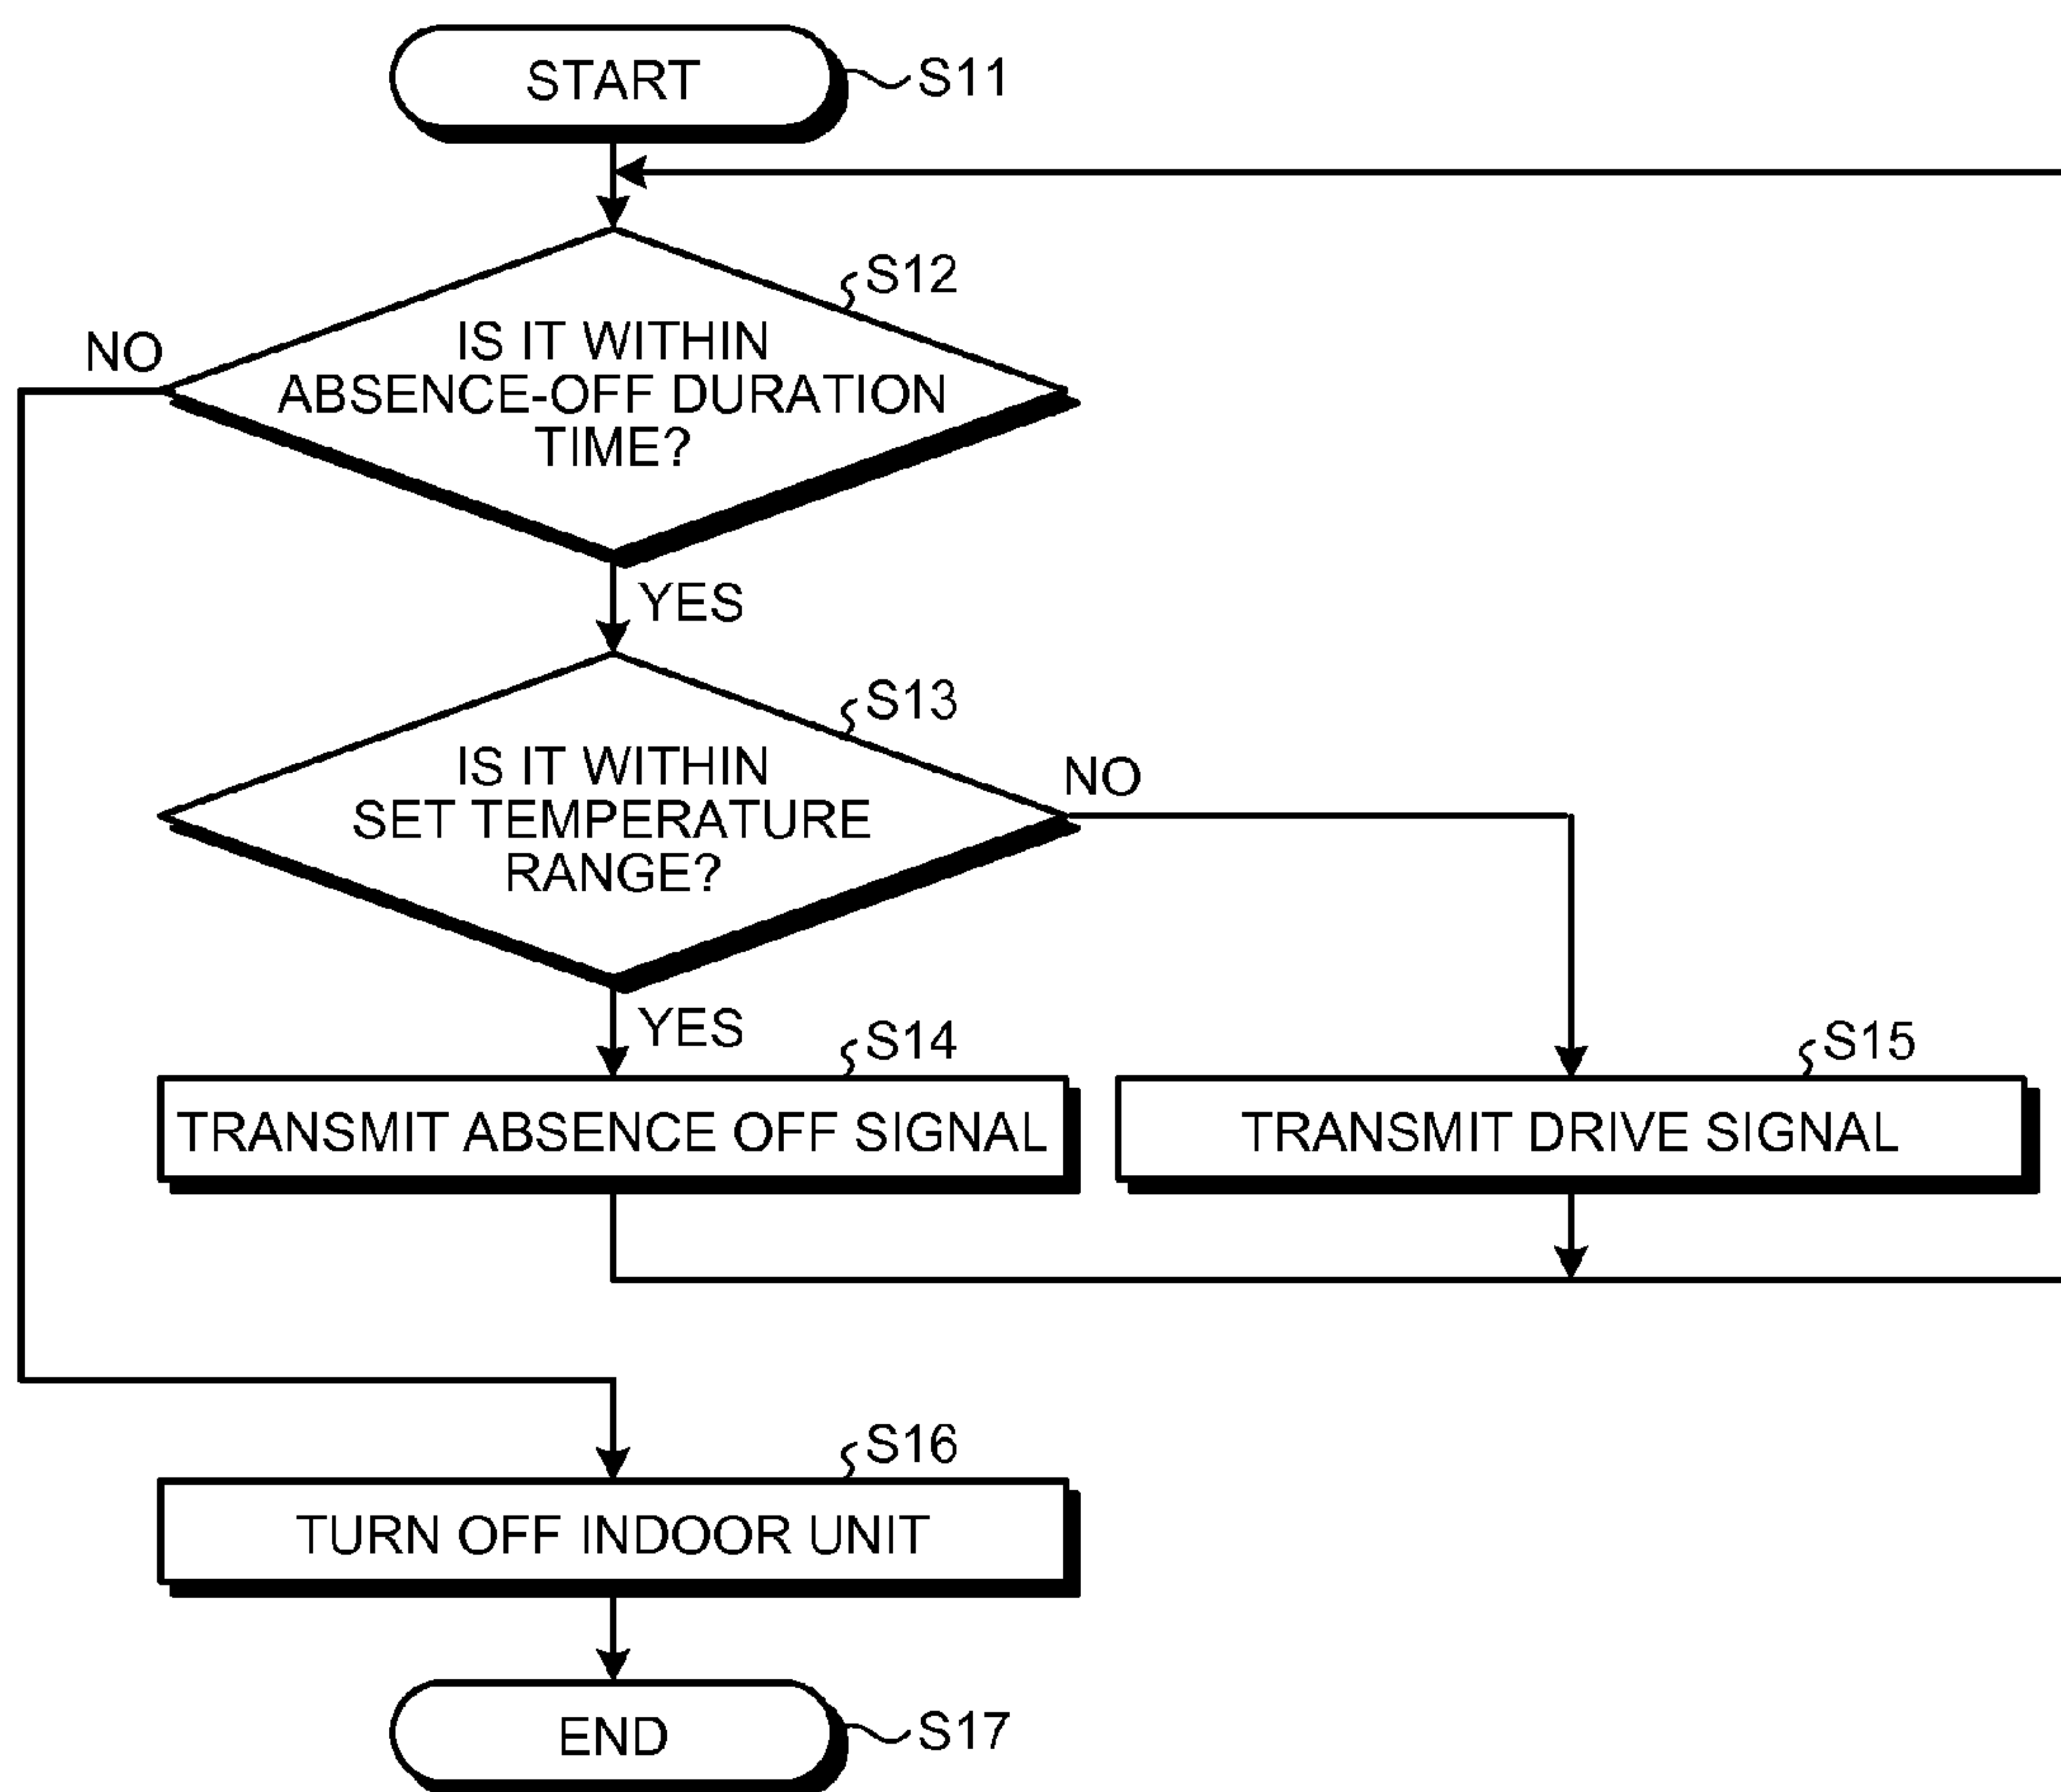 START
S11
S12
NO
IS IT WITHIN
ABSENCE-OFF DURATION
TIME?
YES
S13
IS IT WITHIN
SET TEMPERATURE
RANGE?
NO
YES
S14
S15
TRANSMIT ABSENCE OFF SIGNAL
TRANSMIT DRIVE SIGNAL
S16
TURN OFF INDOOR UNIT
END
S17